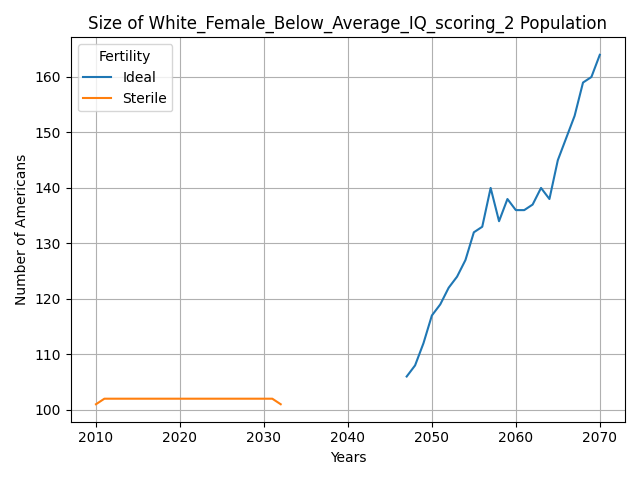 Size of White_Female_Below_Average_IQ_scoring_2 Population
Fertility
Ideal
Sterile
Number of Americans
160
150
140
130
120
110
100
2010 2020 2030 2040 2050 2060 2070
Years